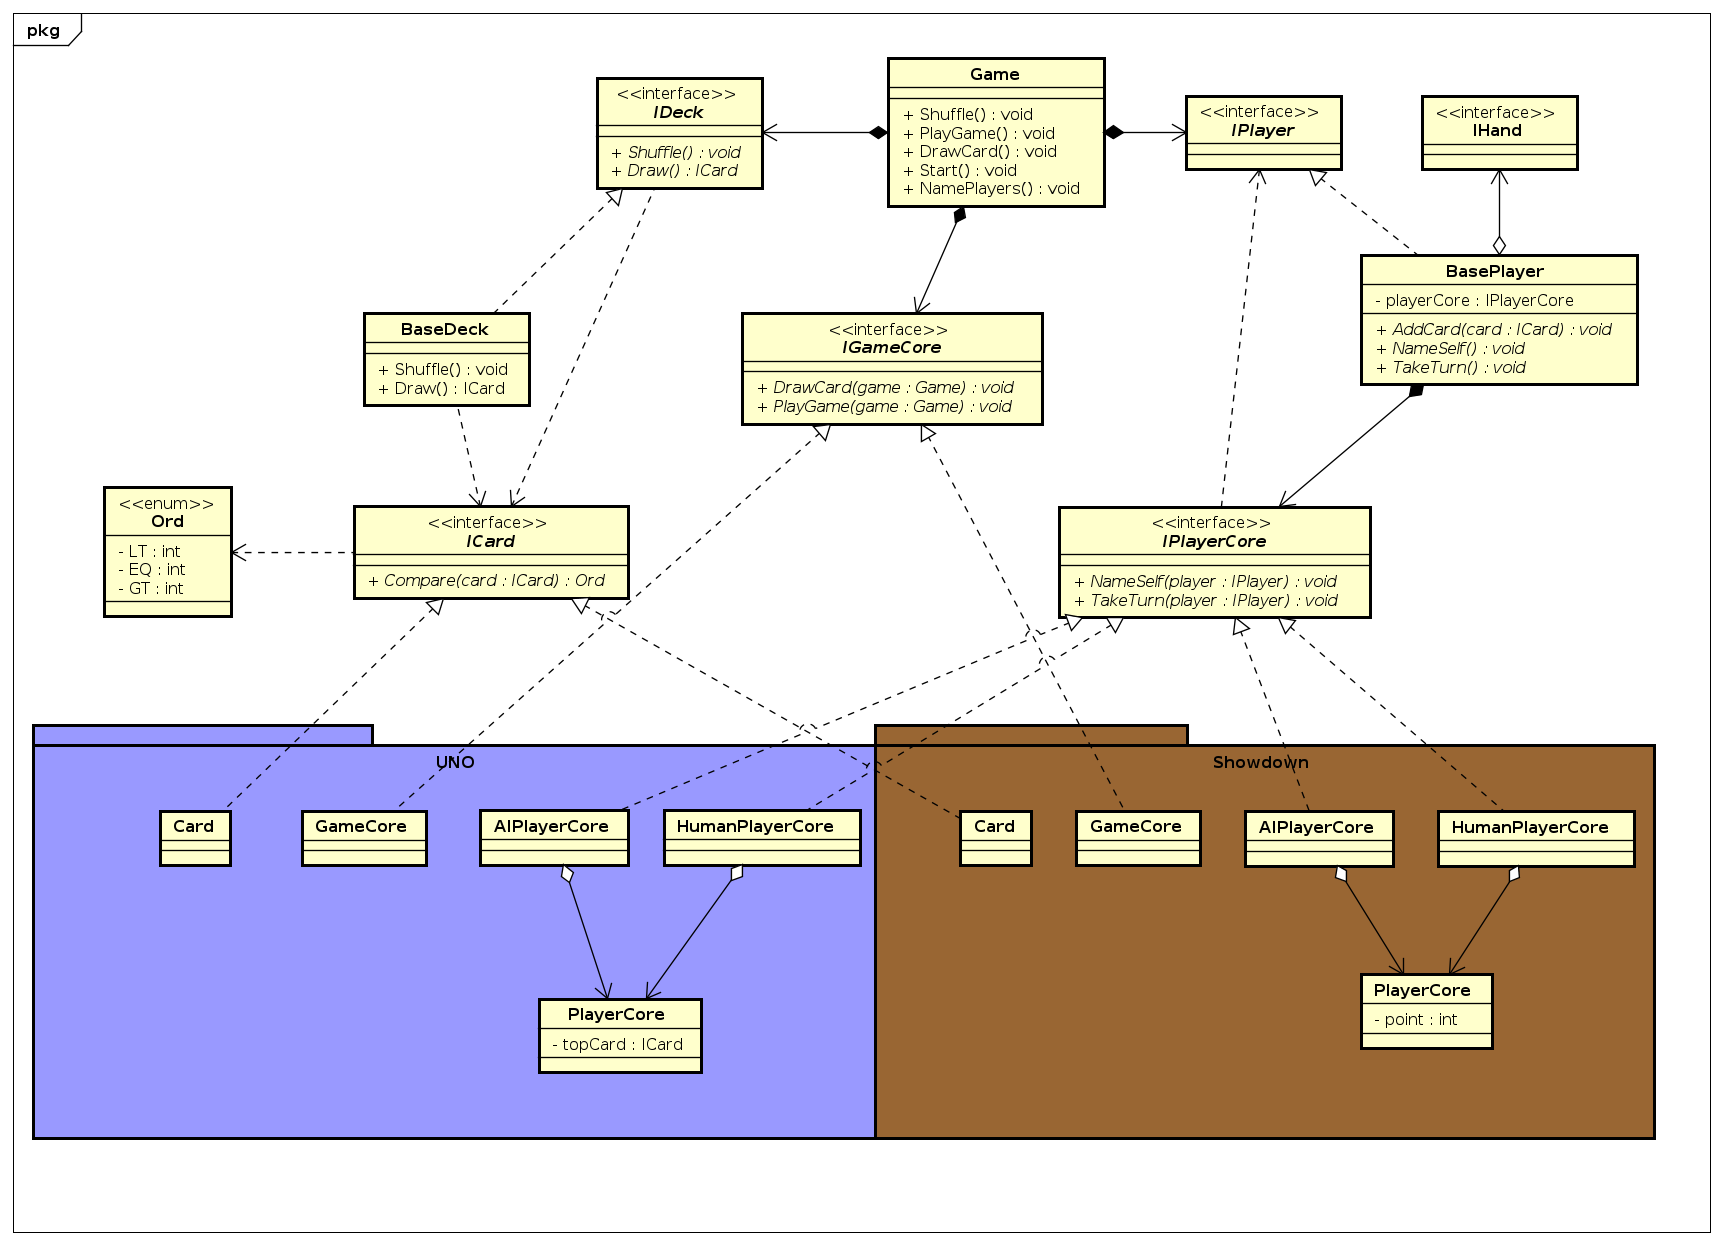 pkg
<<interface>>
IDeck
+ Shuffle() : void
+ Draw() : ICard
Game
+ Shuffle() : void
+ PlayGame() : void
+ DrawCard() : void
+ Start() : void
+ NamePlayers() : void
<<interface>>
IPlayer
<<interface>>
IHand
BaseDeck
+ Shuffle() : void
+ Draw() : ICard
<<interface>>
IGameCore
+ DrawCard(game : Game) : void
+ PlayGame(game : Game) : void
BasePlayer
- playerCore : IPlayerCore
+ AddCard(card : ICard) : void
+ NameSelf() : void
+ TakeTurn() : void
<<enum>>
Ord
- LT : int
- EQ : int
- GT : int
<<interface>>
ICard
+ Compare(card : ICard) : Ord
<<interface>>
IPlayerCore
+ NameSelf(player : IPlayer) : void
+ TakeTurn(player : IPlayer) : void
UNO
Card
GameCore
AIPlayerCore
HumanPlayerCore
PlayerCore
- topCard : ICard
Showdown
Card
GameCore
AIPlayerCore
HumanPlayerCore
PlayerCore
- point : int